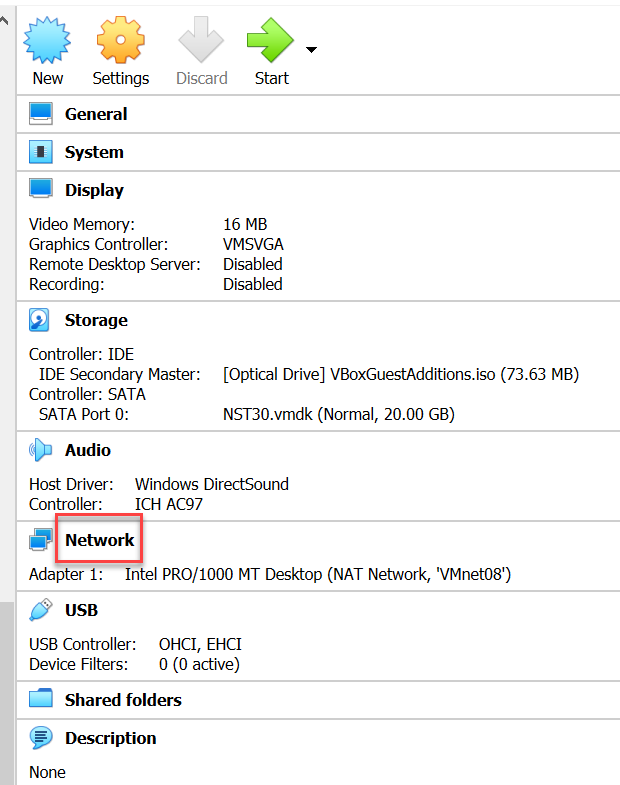 New Settings Discard Start
General
System
Display
Video Memory: 16 MB
Graphics Controller: VMSVGA
Remote Desktop Server: Disabled
Recording: Disabled
Storage
Controller: IDE
IDE Secondary Master: [Optical Drive] VBoxGuestAdditions.iso (73.63 MB)
Controller: SATA
SATA Port 0: NST30.vmdk (Normal, 20.00 GB)
Audio
Host Driver: Windows DirectSound
Controller: ICH AC97
Network
Adapter 1: Intel PRO/1000 MT Desktop (NAT Network, 'VMnet08')
USB
USB Controller: OHCI, EHCI
Device Filters: 0 (0 active)
Shared folders
Description
None